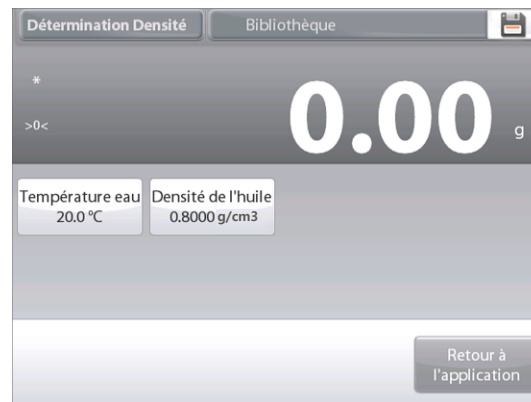 Détermination Densité
Bibliothèque
*
>0<
0.00 g
Température eau
20.0 °C
Densité de l'huile
0.8000 g/cm3
Retour à
l'application